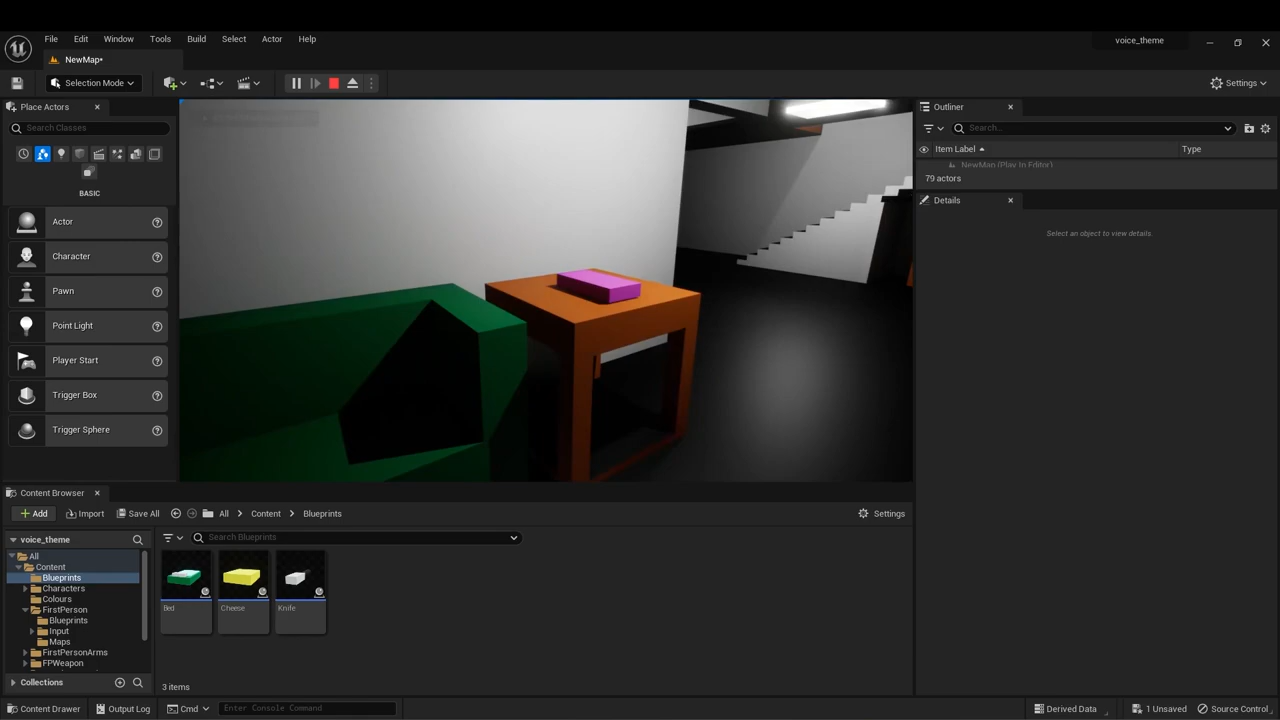 File Edit Window Tools Build Select Actor Help
voice_theme
NewMap•
Selection Mode
Settings
Place Actors
Outliner
Search Classes
Search...
Item Label
Type
NewMap (Play In Editor)
79 actors
BASIC
Details
Actor
Select an object to view details.
Character
Pawn
Point Light
Player Start
Trigger Box
Trigger Sphere
Content Browser
Add
Import
Save All
All
Content
Blueprints
Settings
voice_theme
Search Blueprints
All
Content
Blueprints
Characters
Colours
FirstPerson
Blueprints
Input
Maps
FirstPersonArms
FPWeapon
Bed
Cheese
Knife
Collections
3 items
Content Drawer
Output Log
Cmd
Enter Console Command
Derived Data
1 Unsaved
Source Control